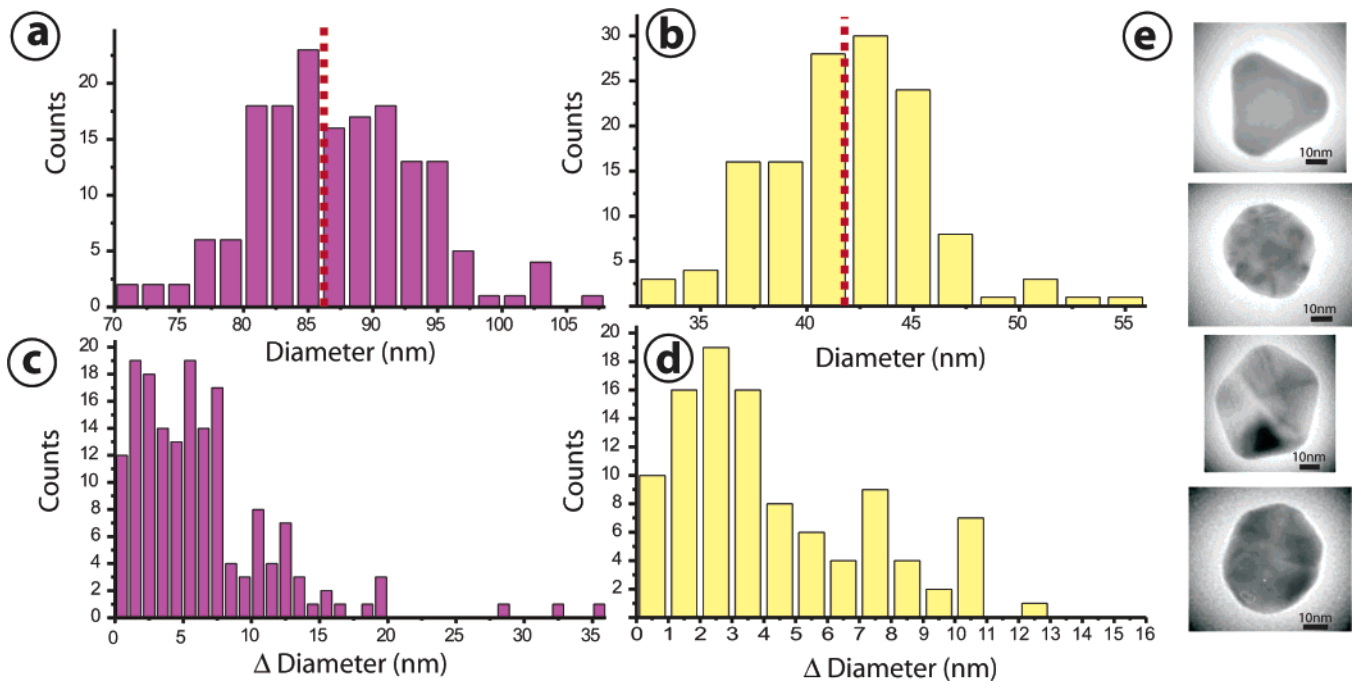 a
Counts
20
15
10
5
0
70 75 80 85 90 95 100 105
Diameter (nm)
b
Counts
30
25
20
15
10
5
0
35 40 45 50 55
Diameter (nm)
c
Counts
20
18
16
14
12
10
8
6
4
2
0
0 5 10 15 20 25 30 35
Δ Diameter (nm)
d
Counts
20
18
16
14
12
10
8
6
4
2
0 1 2 3 4 5 6 7 8 9 10 11 12 13 14 15 16
Δ Diameter (nm)
e
10nm
10nm
10nm
10nm